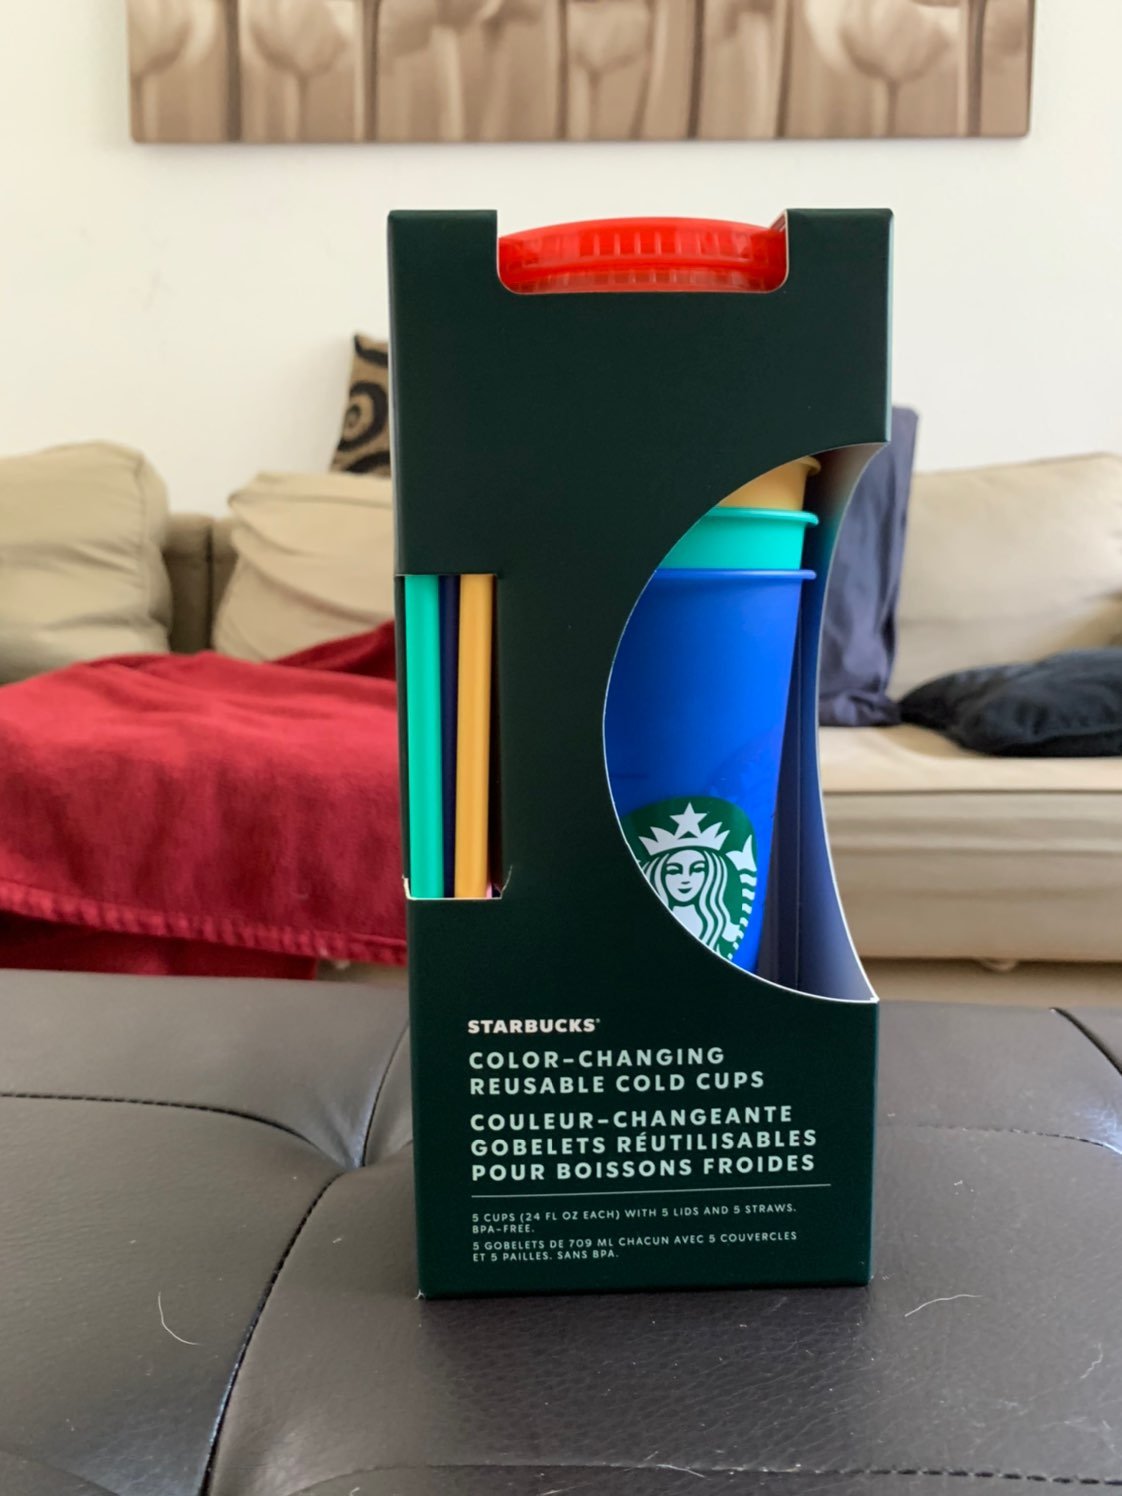 STARBUCKS®
COLOR-CHANGING
REUSABLE COLD CUPS
COULEUR-CHANGEANTE
GOBELETS RÉUTILISABLES
POUR BOISSONS FROIDES
5 CUPS (24 FL OZ EACH) WITH 5 LIDS AND 5 STRAWS.
BPA-FREE.
5 GOBELETS DE 709 ML CHACUN AVEC 5 COUVERCLES
ET 5 PAILLES. SANS BPA.